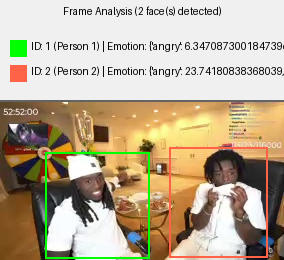 Frame Analysis (2 face(s) detected)
ID: 1 (Person 1) | Emotion: {'angry': 6.347087300184739
ID: 2 (Person 2) | Emotion: {'angry': 23.74180838368039,
52:52:00